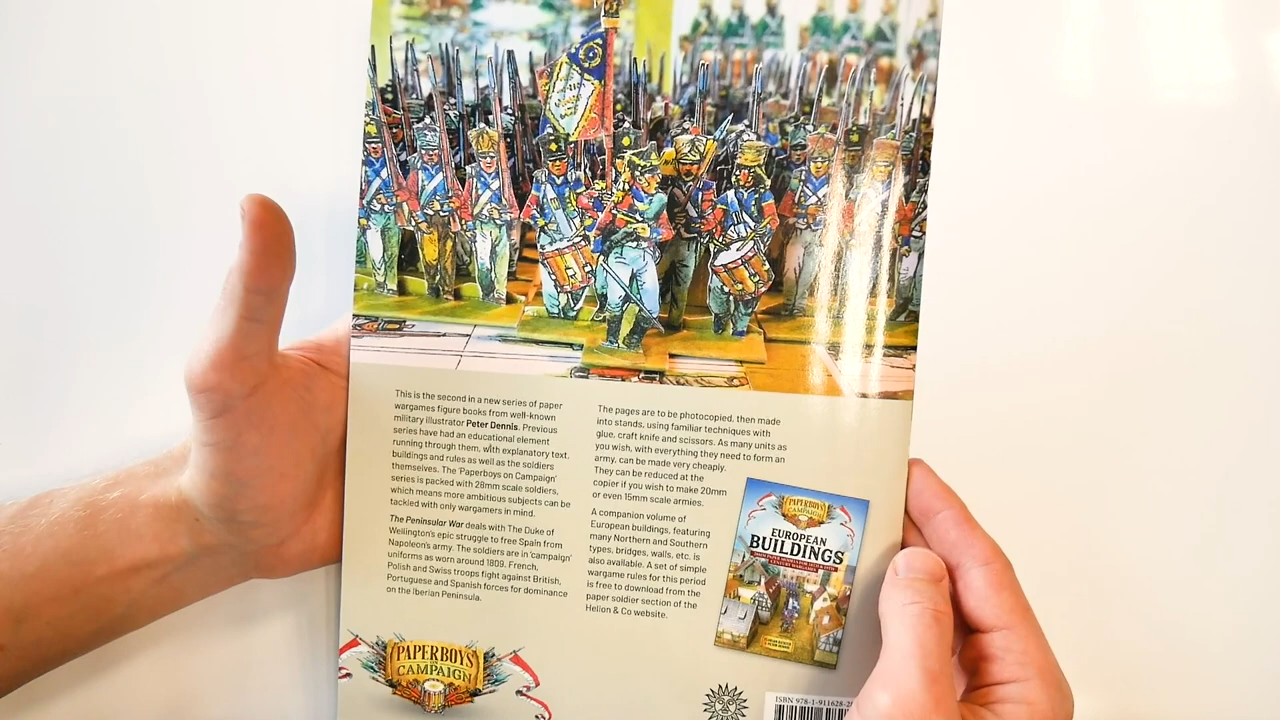 This is the second in a new series of paper
wargames figure books from well-known
military illustrator Peter Dennis. Previous
series have had an educational element
running through them, with explanatory text,
buildings and rules as well as the soldiers
themselves. The 'Paperboys on Campaign'
series is packed with 28mm scale soldiers,
which means more ambitious subjects can be
tackled with only wargamers in mind.
The Peninsular War deals with The Duke of
Wellington's epic struggle to free Spain from
Napoleon's army. The soldiers are in 'campaign'
uniforms as worn around 1809. French,
Polish and Swiss troops fight against British,
Portuguese and Spanish forces for dominance
on the Iberian Peninsula.
The pages are to be photocopied, then made
into stands, using familiar techniques with
glue, craft knife and scissors. As many units as
you wish, with everything they need to form an
army, can be made very cheaply.
They can be reduced at the
copier if you wish to make 20mm
or even 15mm scale armies.
A companion volume of
European buildings, featuring
many Northern and Southern
types, bridges, walls, etc. is
also available. A set of simple
wargame rules for this period
is free to download from the
paper soldier section of the
Helion & Co website.
PAPERBOYS
ON
CAMPAIGN
EUROPEAN
BUILDINGS
PAPERBOYS
ON
CAMPAIGN
ISBN 978-1-911628-